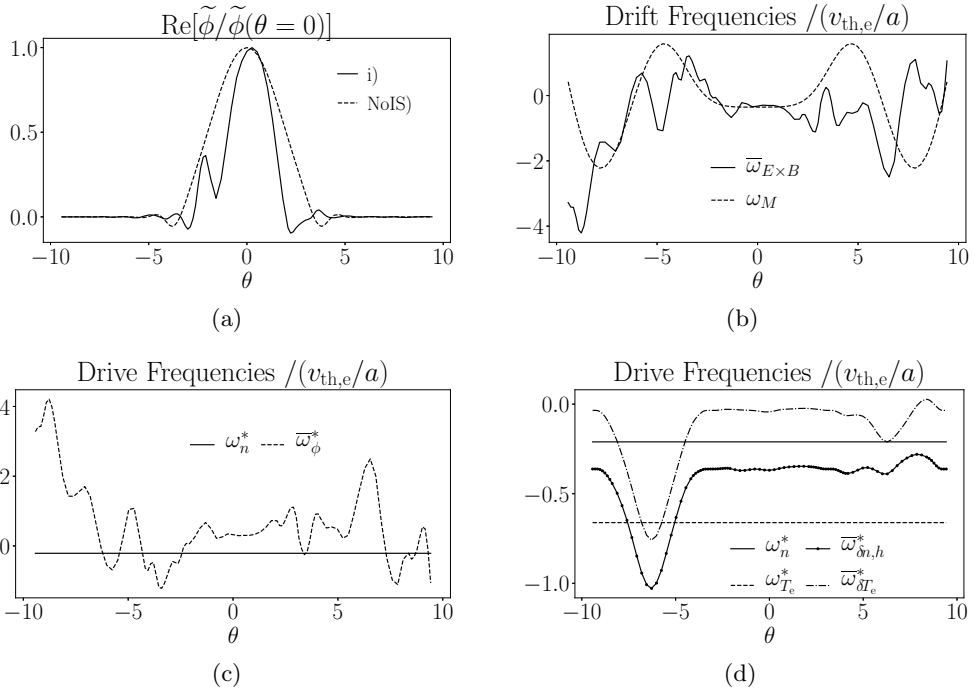 Re[φ̃/φ̃(θ = 0)]
1.0
0.5
0.0
i)
NoIS)
−10 −5 0 5 10
θ
(a)
Drift Frequencies /(v_th,e/a)
0
−2
−4
ω̄_E×B
ω_M
−10 −5 0 5 10
θ
(b)
Drive Frequencies /(v_th,e/a)
4
2
0
ω*_n ω̄*_ϕ
−10 −5 0 5 10
θ
(c)
Drive Frequencies /(v_th,e/a)
0.0
−0.5
−1.0
ω*_n ω̄*_δn,h
ω*_T_e ω̄*_δT_e
−10 −5 0 5 10
θ
(d)